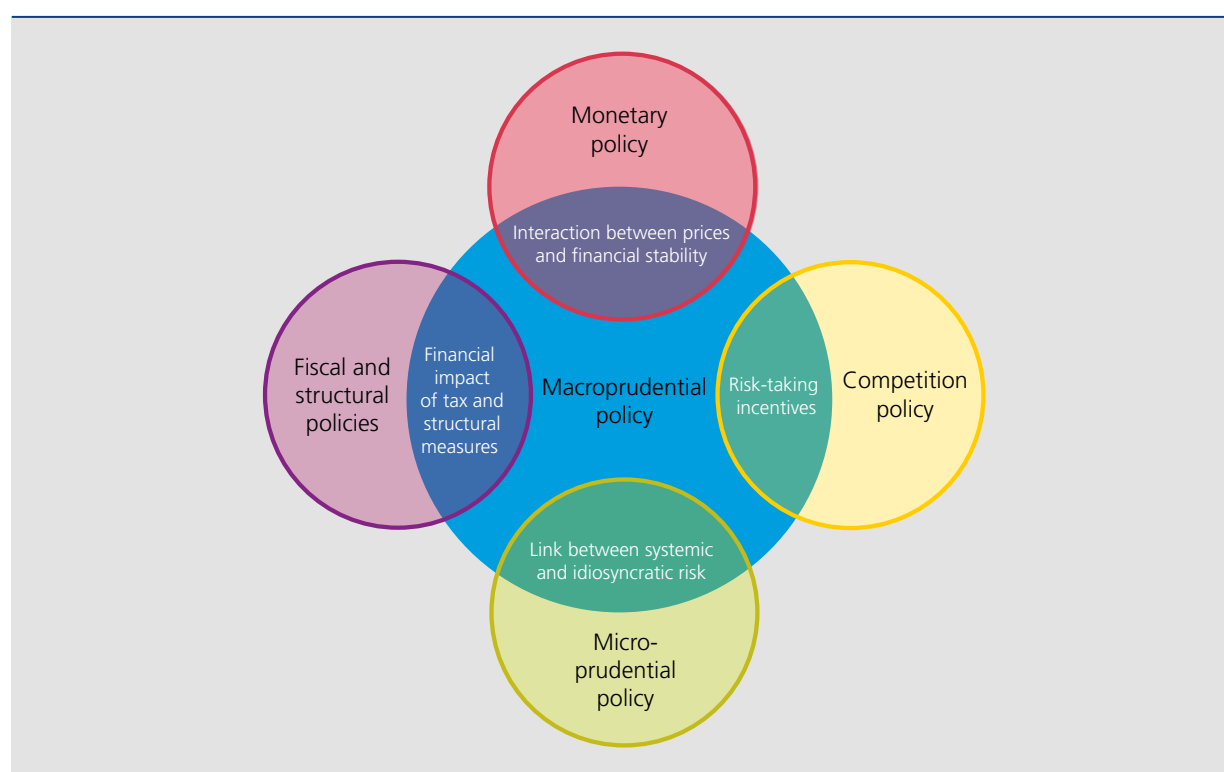 Monetary
policy
Interaction between prices
and financial stability
Fiscal and
structural
policies
Financial
impact
of tax and
structural
measures
Macroprudential
policy
Risk-taking
incentives
Competition
policy
Link between systemic
and idiosyncratic risk
Micro-
prudential
policy